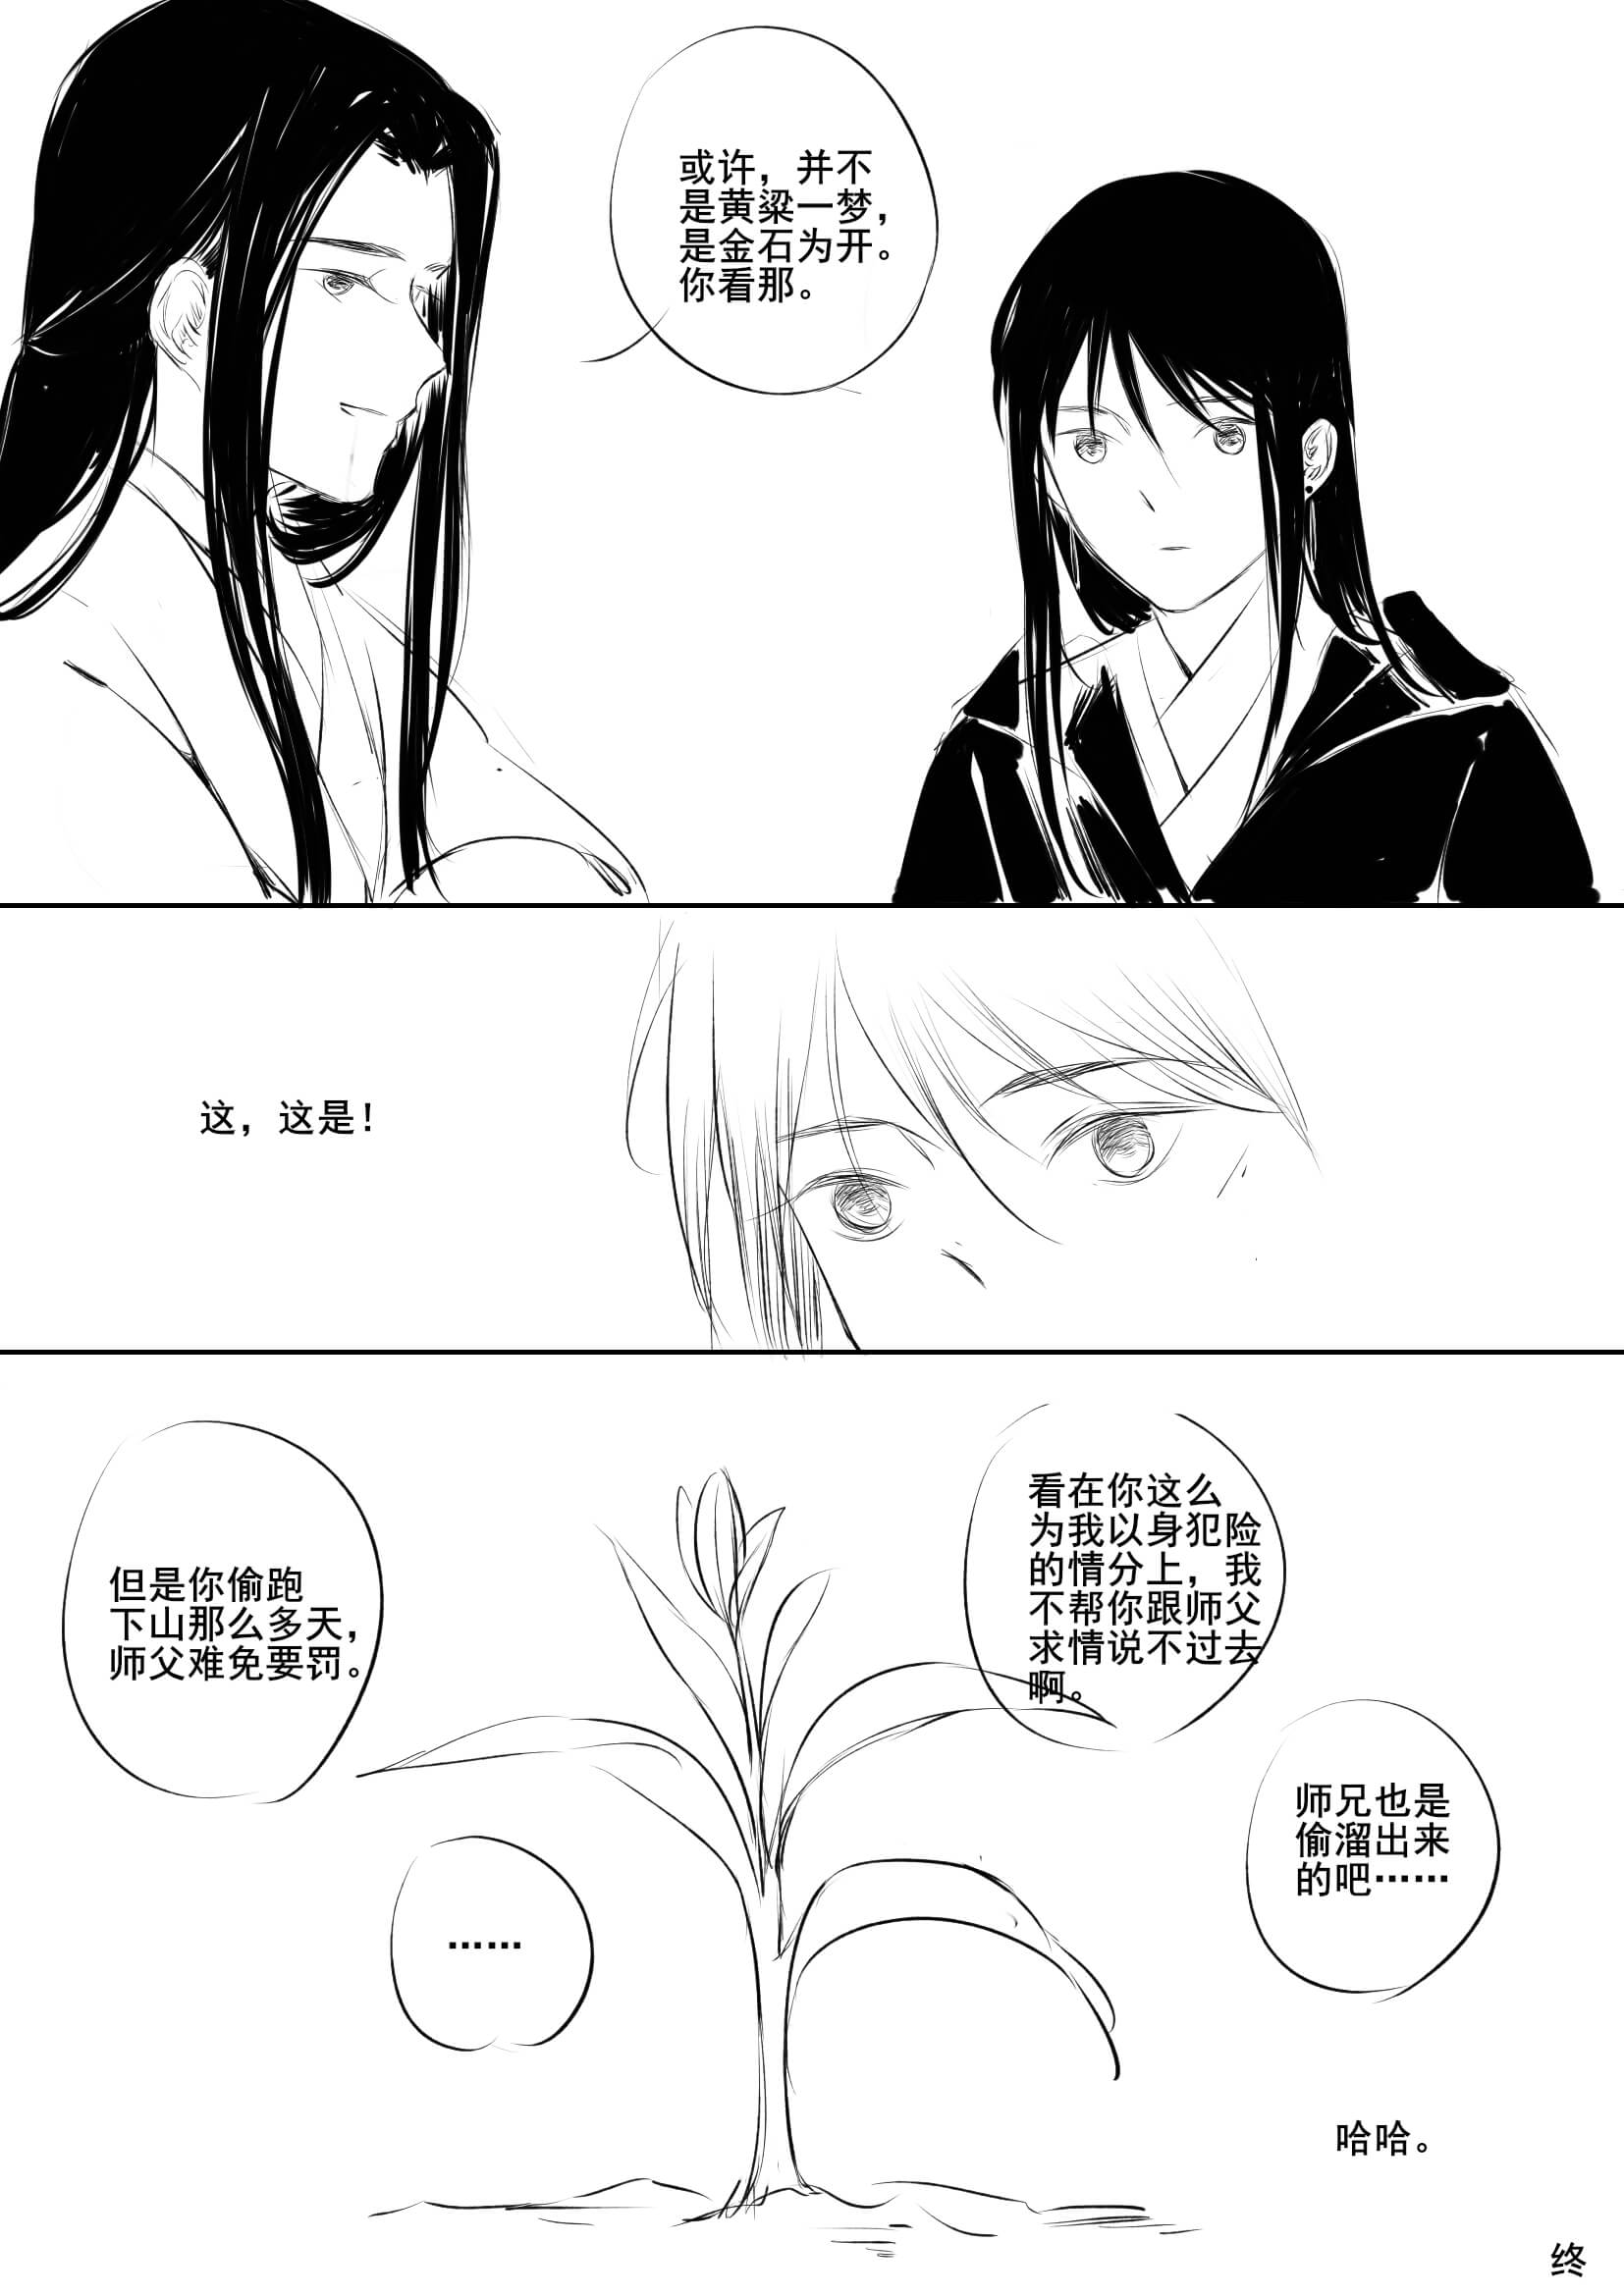 或许，并不
是黄粱一梦，
是金石为开。
你看那。
这，这是！
但是你偷跑
下山那么多天，
师父难免要罚。
看在你这么
为我以身犯险
的情分上，我
不帮你跟师父
求情说不过去
啊。
师兄也是
偷溜出来
的吧……
……
哈哈。
终